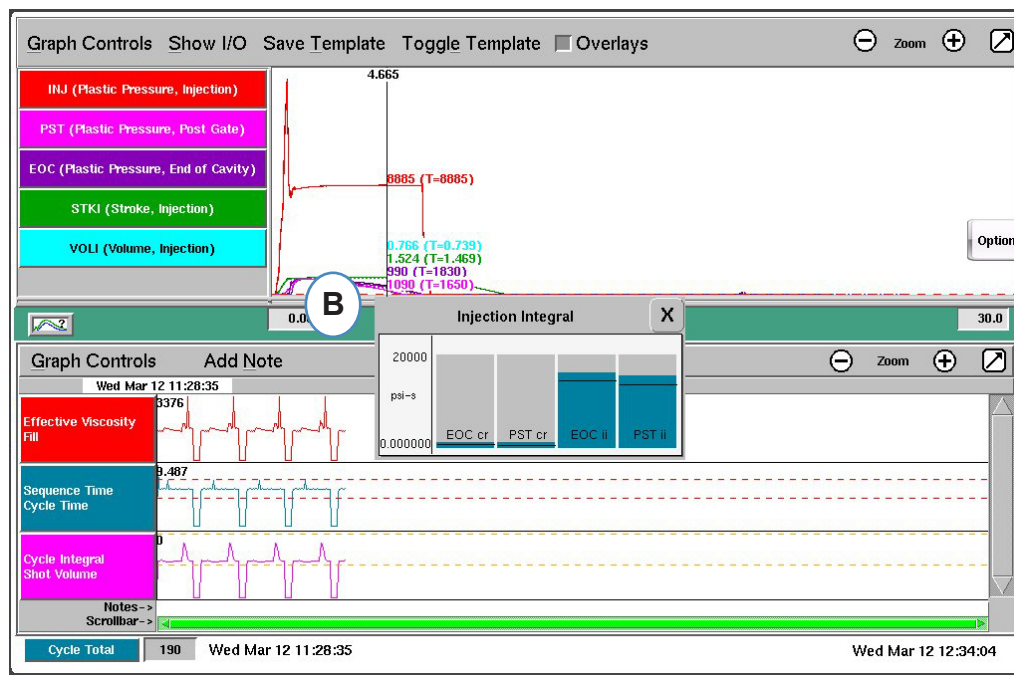 Graph Controls Show I/O Save Template Toggle Template Overlays Zoom
4.665
INJ (Plastic Pressure, Injection)
PST (Plastic Pressure, Post Gate)
EOC (Plastic Pressure, End of Cavity)
8885 (T=8885)
STKI (Stroke, Injection)
VOLI (Volume, Injection)
Option
0.766 (T=0.739)
1.524 (T=1.469)
990 (T=1830)
1090 (T=1650)
B
30.0
Injection Integral X
20000
psi-s
0.000000
EOC cr PST cr EOC ii PST ii
Graph Controls Add Note Zoom
Wed Mar 12 11:28:35
3376
Effective Viscosity
Fill
9.487
Sequence Time
Cycle Time
0
Cycle Integral
Shot Volume
Notes->
Scrollbar->
Cycle Total 190 Wed Mar 12 11:28:35 Wed Mar 12 12:34:04